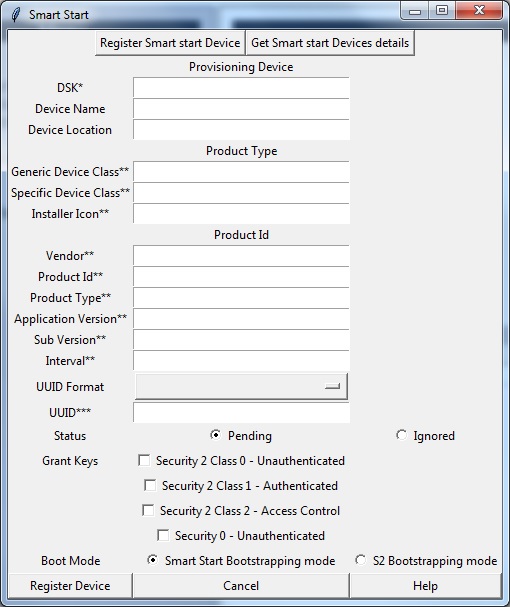 Smart Start
Register Smart start Device Get Smart start Devices details
Provisioning Device
DSK*
Device Name
Device Location
Product Type
Generic Device Class**
Specific Device Class**
Installer Icon**
Product Id
Vendor**
Product Id**
Product Type**
Application Version**
Sub Version**
Interval**
UUID Format
UUID***
Status Pending Ignored
Grant Keys Security 2 Class 0 - Unauthenticated
Security 2 Class 1 - Authenticated
Security 2 Class 2 - Access Control
Security 0 - Unauthenticated
Boot Mode Smart Start Bootstrapping mode S2 Bootstrapping mode
Register Device Cancel Help